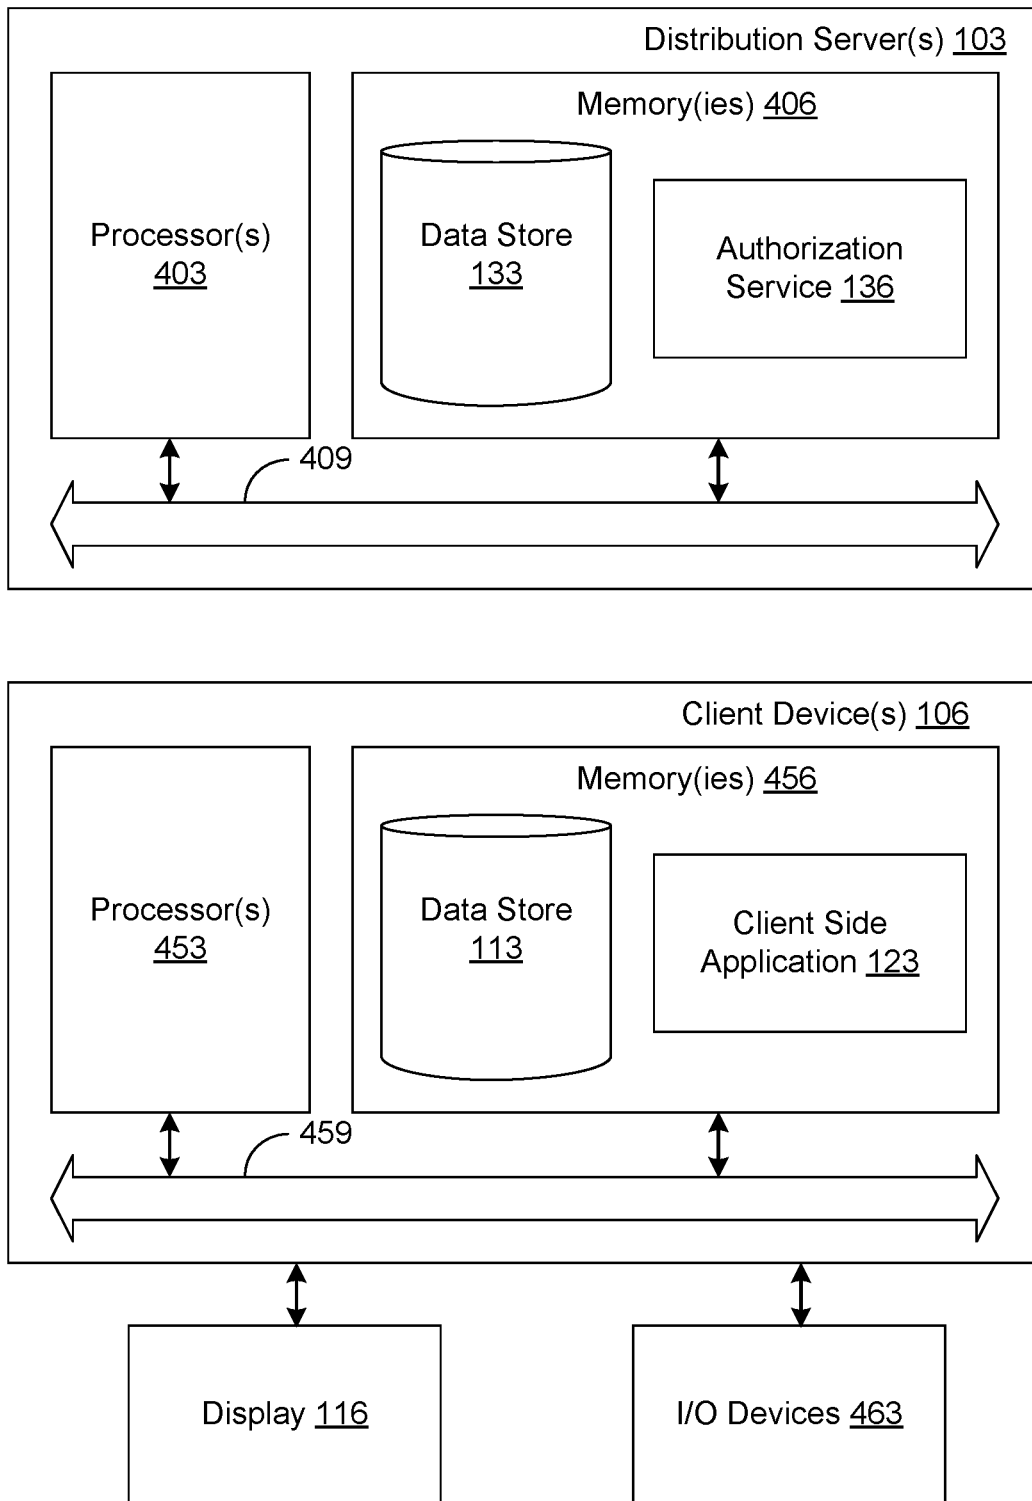 Distribution Server(s) 103
Memory(ies) 406
Processor(s)
403
Data Store
133
Authorization
Service 136
409
Client Device(s) 106
Memory(ies) 456
Processor(s)
453
Data Store
113
Client Side
Application 123
459
Display 116
I/O Devices 463